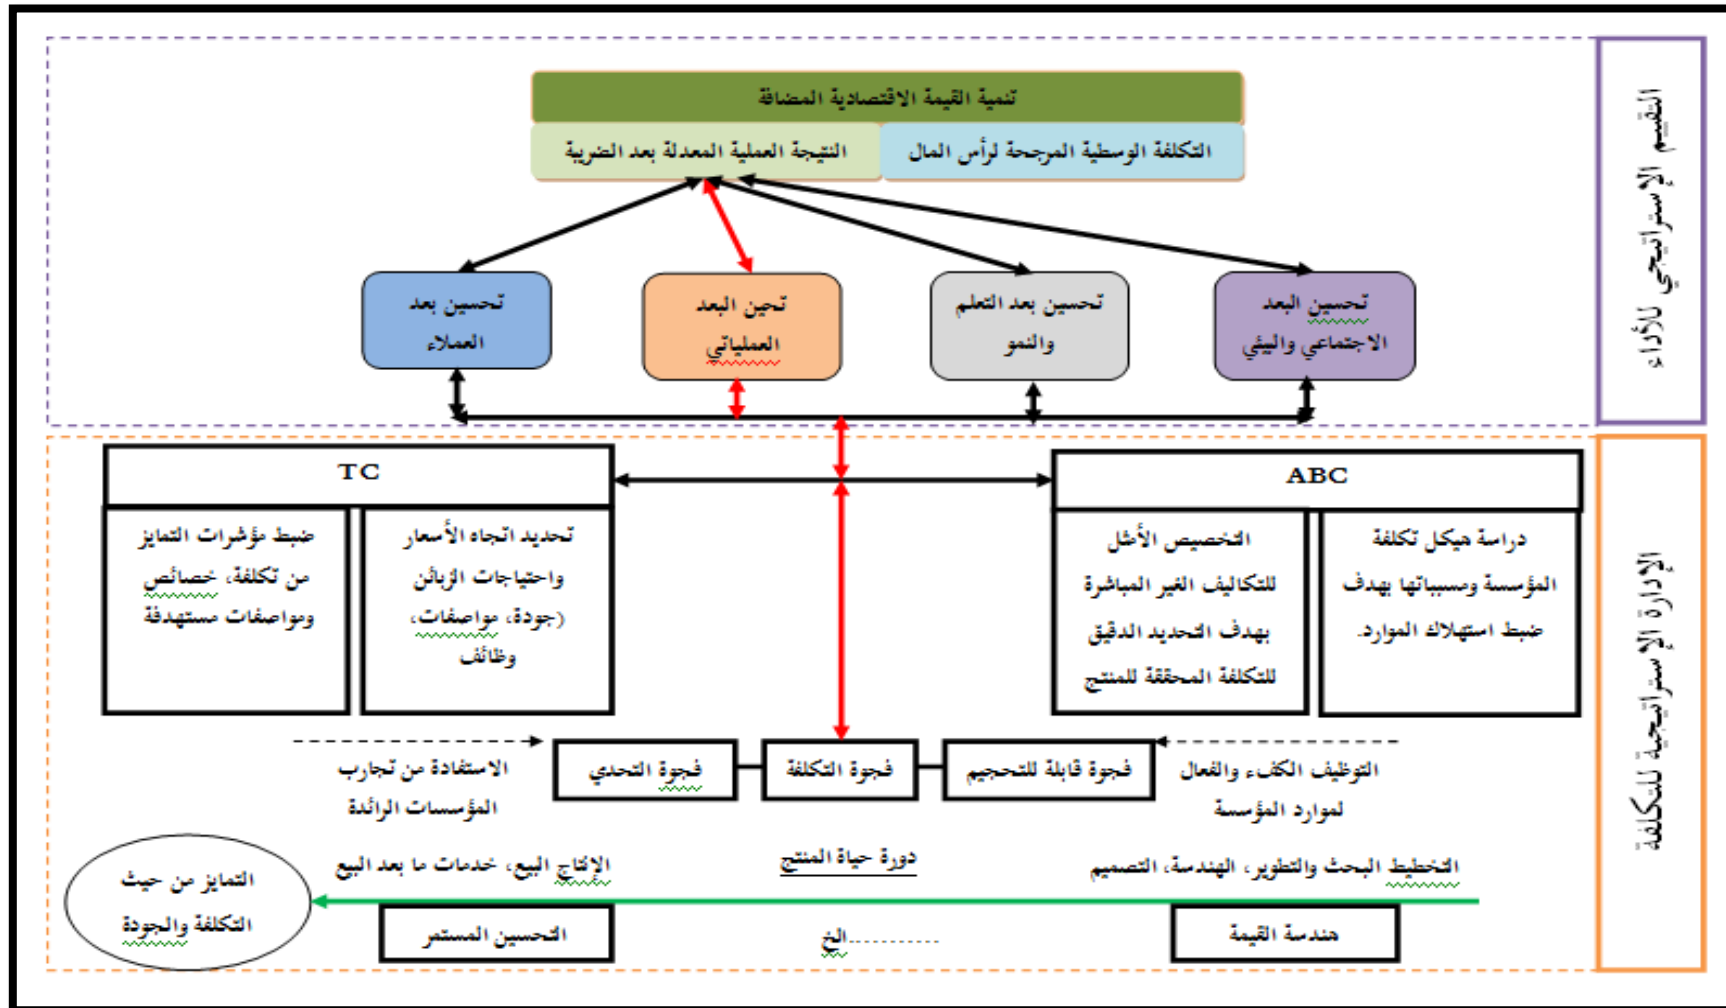 التقييم الإستراتيجي للأداء
تنمية القيمة الاقتصادية المضافة
التكلفة الوسطية المرجحة لرأس المال
النتيجة العملية المعدلة بعد الضريبة
تحسين البعد
الاجتماعي والبيئي
تحسين بعد التعلم
والنمو
تحين البعد
العملياتي
تحسين بعد
العملاء
الإدارة الإستراتيجية للتكلفة
ABC
دراسة هيكل تكلفة
المؤسسة ومسبباتها بهدف
ضبط استهلاك الموارد.
التخصيص الأمثل
للتكاليف الغير المباشرة
بهدف التحديد الدقيق
للتكلفة المحققة للمنتج
TC
تحديد اتجاه الأسعار
واحتياجات الزبائن
(جودة، مواصفات،
وظائف
ضبط مؤشرات التمايز
من تكلفة، خصائص
ومواصفات مستهدفة
التوظيف الكفء والفعال
لموارد المؤسسة
فجوة قابلة للتحجيم
فجوة التكلفة
فجوة التحدي
الاستفادة من تجارب
المؤسسات الرائدة
التخطيط البحث والتطوير، الهندسة، التصميم
دورة حياة المنتج
الإنتاج البيع، خدمات ما بعد البيع
هندسة القيمة
...........الخ
التحسين المستمر
التمايز من حيث
التكلفة والجودة